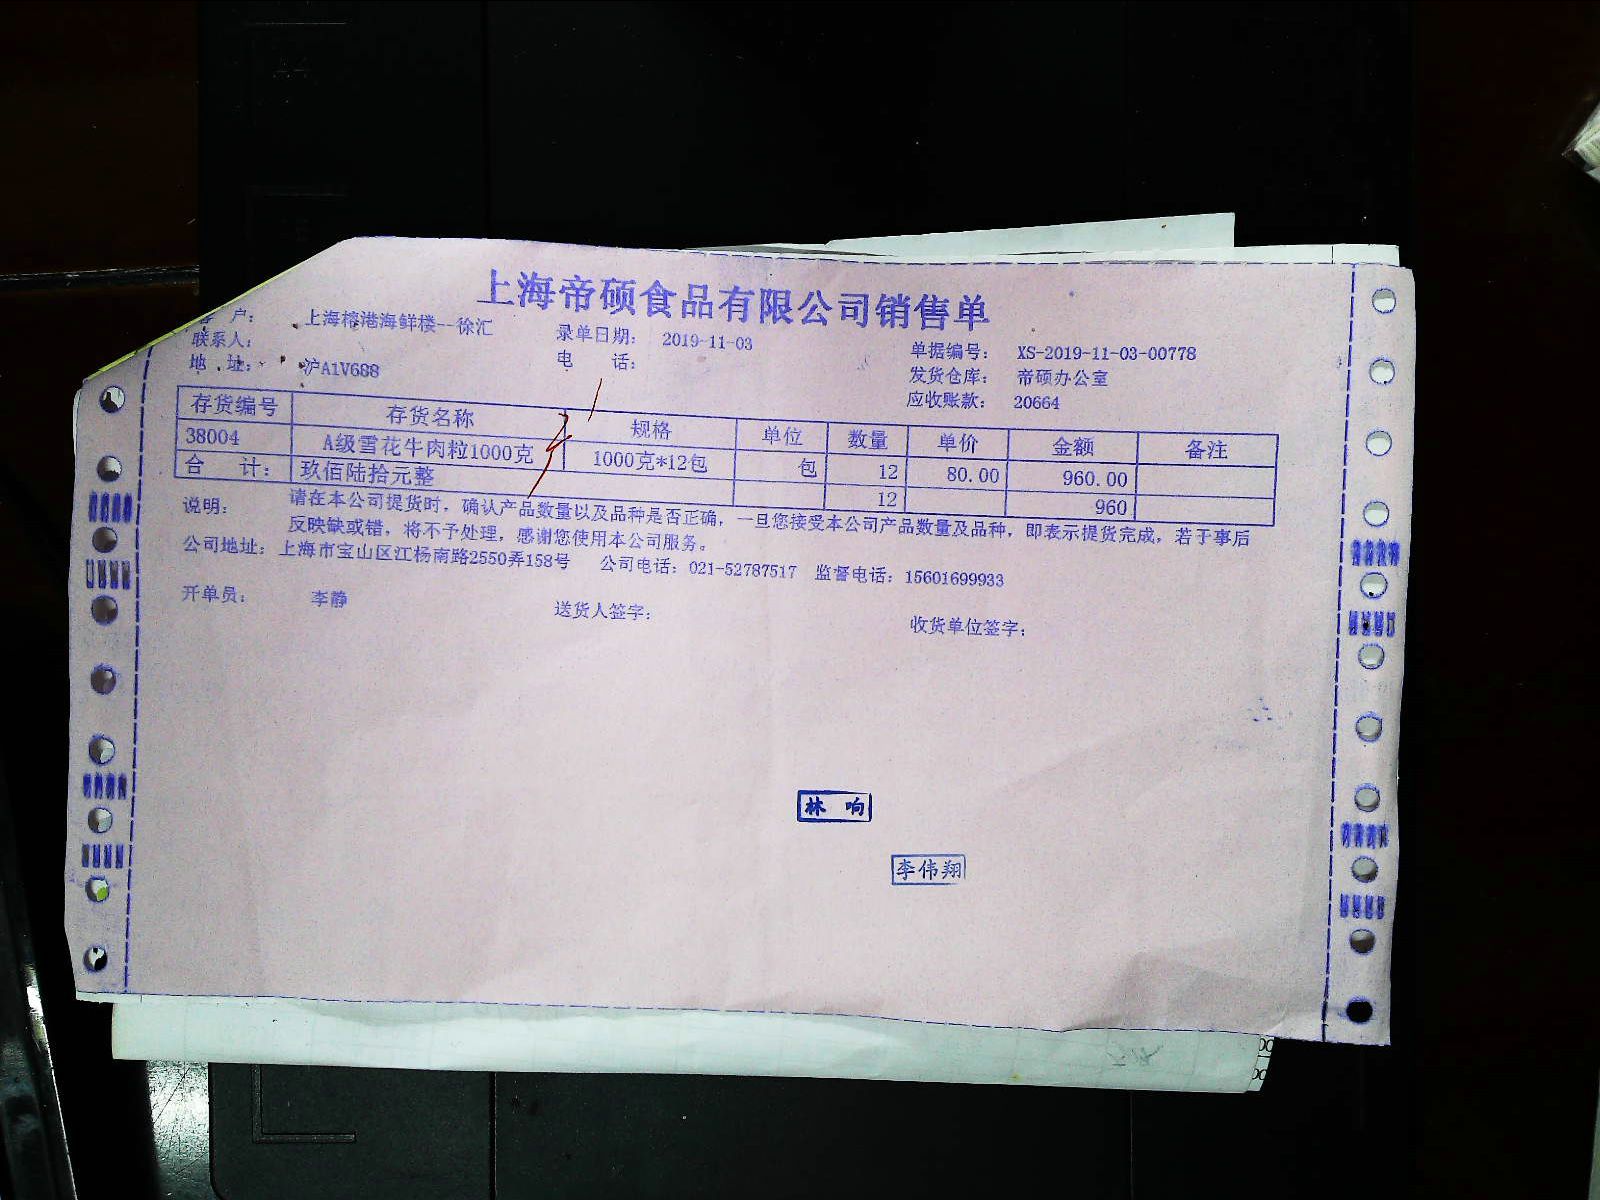 上海帝硕食品有限公司销售单
客 户： 上海榕港海鲜楼--徐汇 录单日期： 2019-11-03 单据编号： XS-2019-11-03-00778
联系人： 电 话： 发货仓库： 帝硕办公室
地 址： 沪A1V688 应收账款： 20664
存货编号 存货名称 规格 单位 数量 单价 金额 备注
38004 A级雪花牛肉粒1000克 1000克*12包 包 12 80.00 960.00
合 计： 玖佰陆拾元整 12 960
说明： 请在本公司提货时，确认产品数量以及品种是否正确，一旦您接受本公司产品数量及品种，即表示提货完成，若于事后
反映缺或错，将不予处理，感谢您使用本公司服务。
公司地址：上海市宝山区江杨南路2550弄158号 公司电话：021-52787517 监督电话：15601699933
开单员： 李静 送货人签字： 收货单位签字：
林 响
李伟翔